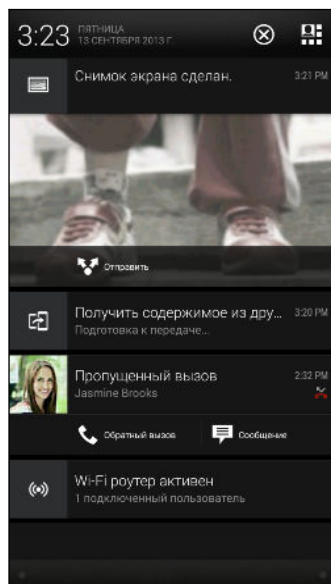 3:23
ПЯТНИЦА
13 СЕНТЯБРЯ 2013 Г.
Снимок экрана сделан.
3:21 PM
Отправить
Получить содержимое из дру...
3:20 PM
Подготовка к передаче...
Пропущенный вызов
2:32 PM
Jasmine Brooks
Обратный вызов
Сообщение
Wi-Fi роутер активен
1 подключенный пользователь